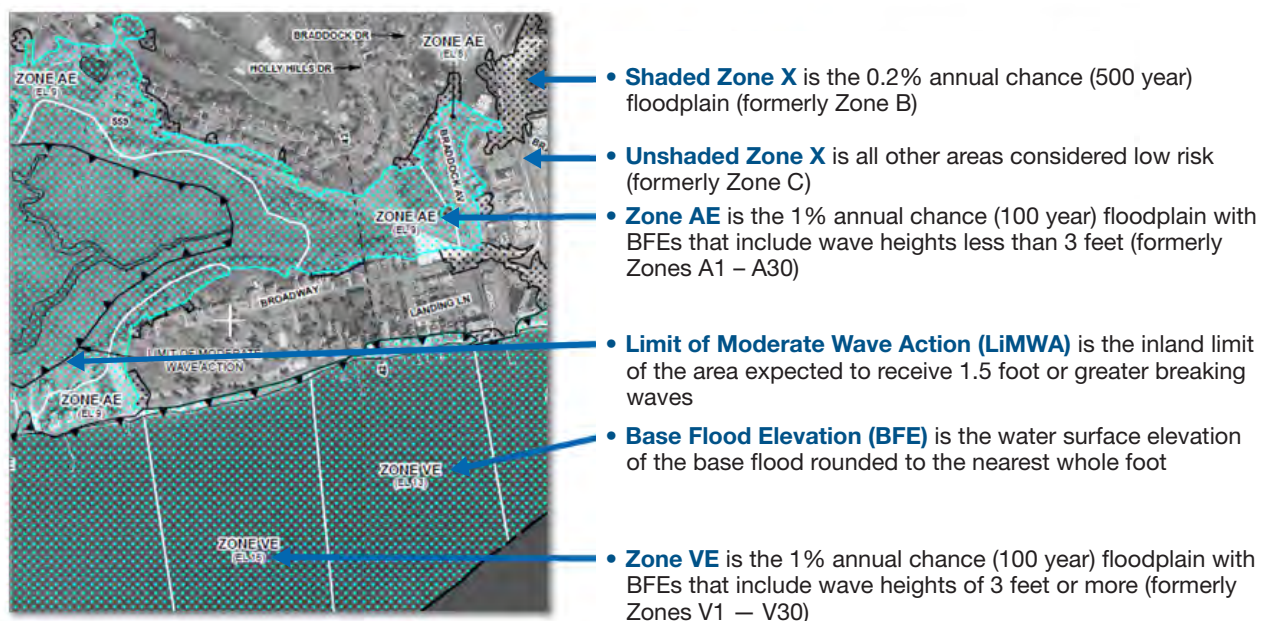 BRADDOCK DR
ZONE AE
(EL 8)
HOLLY HILLS DR
ZONE AE
(EL 9)
BRADDOCK AV
ZONE AE
(EL 9)
BROADWAY
LANDING LN
LIMIT OF MODERATE
WAVE ACTION
ZONE AE
(EL 9)
ZONE VE
(EL 13)
ZONE VE
(EL 15)
• Shaded Zone X is the 0.2% annual chance (500 year)
floodplain (formerly Zone B)
• Unshaded Zone X is all other areas considered low risk
(formerly Zone C)
• Zone AE is the 1% annual chance (100 year) floodplain with
BFEs that include wave heights less than 3 feet (formerly
Zones A1 – A30)
• Limit of Moderate Wave Action (LiMWA) is the inland limit
of the area expected to receive 1.5 foot or greater breaking
waves
• Base Flood Elevation (BFE) is the water surface elevation
of the base flood rounded to the nearest whole foot
• Zone VE is the 1% annual chance (100 year) floodplain with
BFEs that include wave heights of 3 feet or more (formerly
Zones V1 — V30)